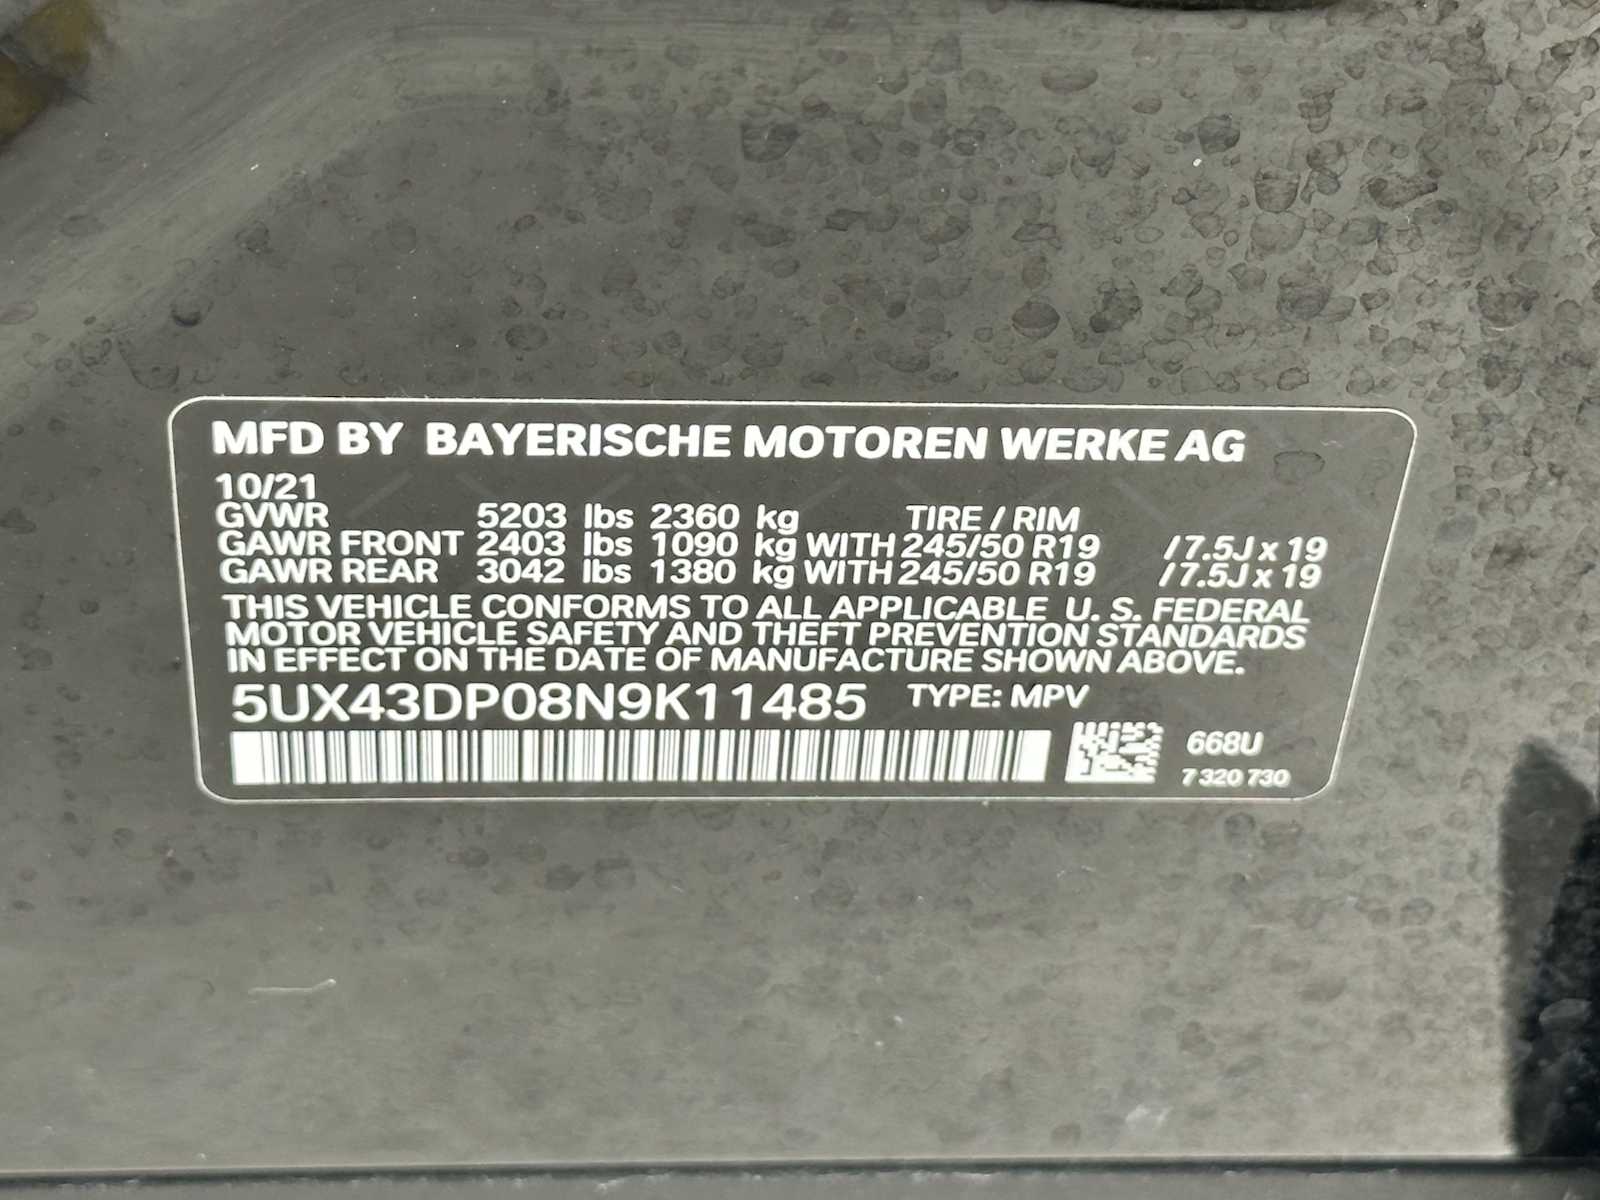 MFD BY BAYERISCHE MOTOREN WERKE AG
10/21
GVWR 5203 lbs 2360 kg TIRE / RIM
GAWR FRONT 2403 lbs 1090 kg WITH 245/50 R19 / 7.5J x 19
GAWR REAR 3042 lbs 1380 kg WITH 245/50 R19 / 7.5J x 19
THIS VEHICLE CONFORMS TO ALL APPLICABLE U. S. FEDERAL
MOTOR VEHICLE SAFETY AND THEFT PREVENTION STANDARDS
IN EFFECT ON THE DATE OF MANUFACTURE SHOWN ABOVE.
5UX43DP08N9K11485 TYPE: MPV
668U
7 320 730